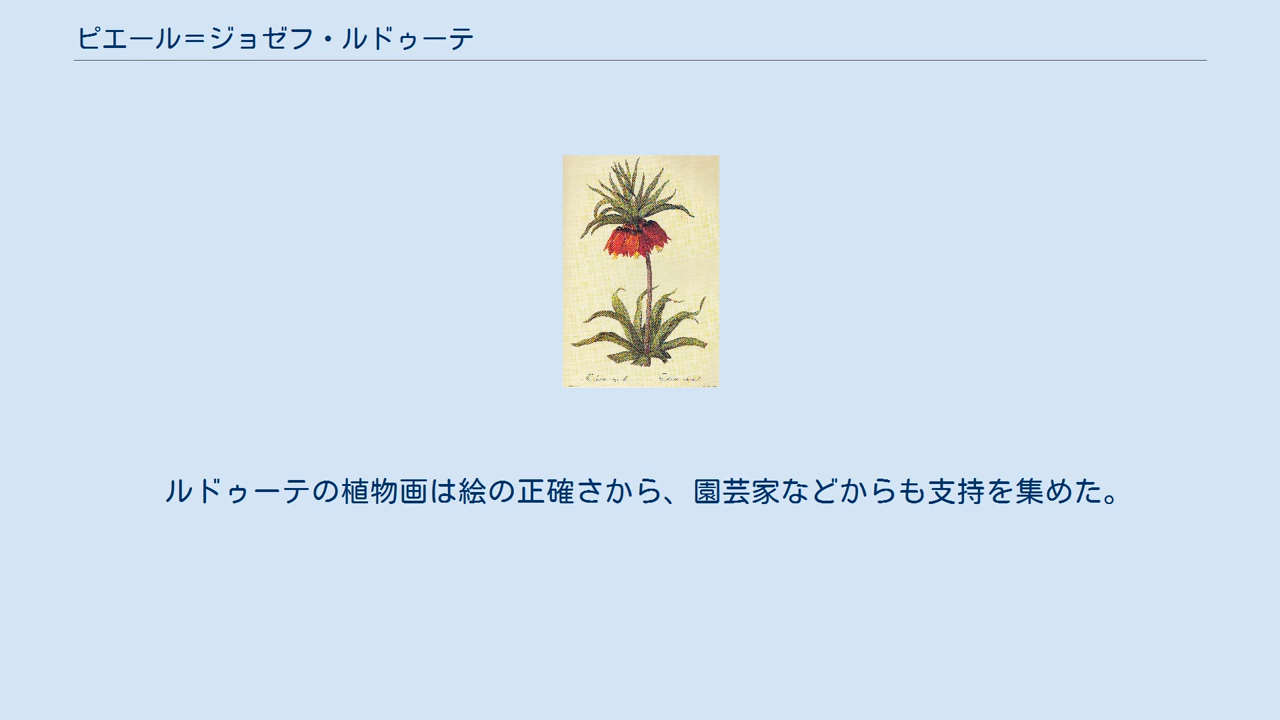 ピエール＝ジョゼフ・ルドゥーテ
ルドゥーテの植物画は絵の正確さから、園芸家などからも支持を集めた。